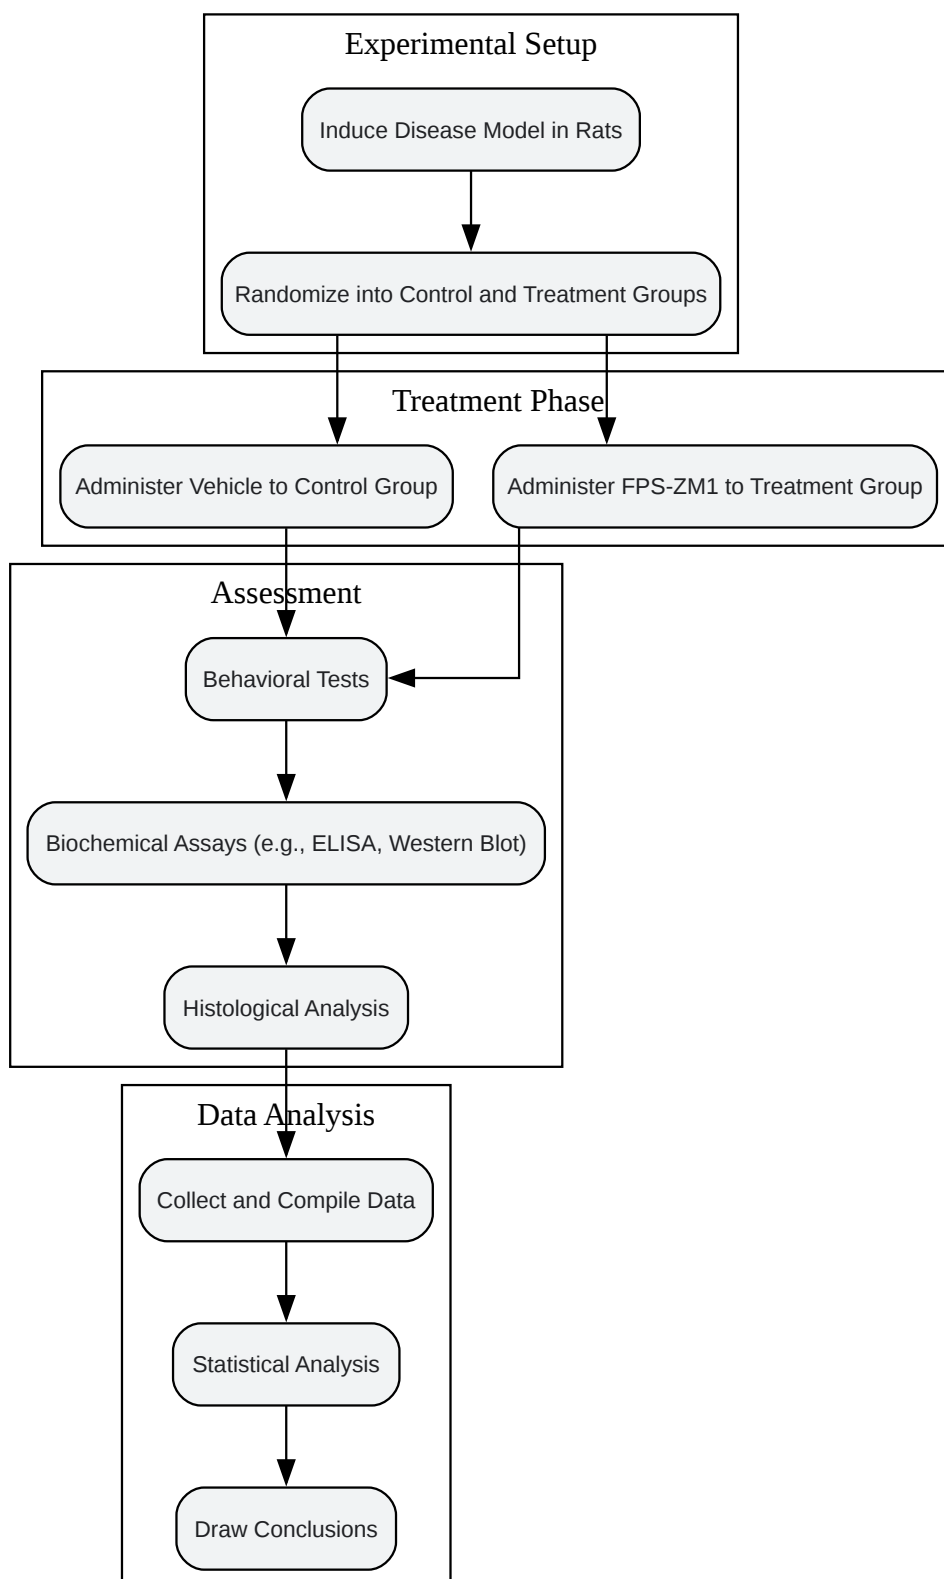 Experimental Setup
Induce Disease Model in Rats
Randomize into Control and Treatment Groups
Treatment Phase
Administer Vehicle to Control Group
Administer FPS-ZM1 to Treatment Group
Assessment
Behavioral Tests
Biochemical Assays (e.g., ELISA, Western Blot)
Histological Analysis
Data Analysis
Collect and Compile Data
Statistical Analysis
Draw Conclusions